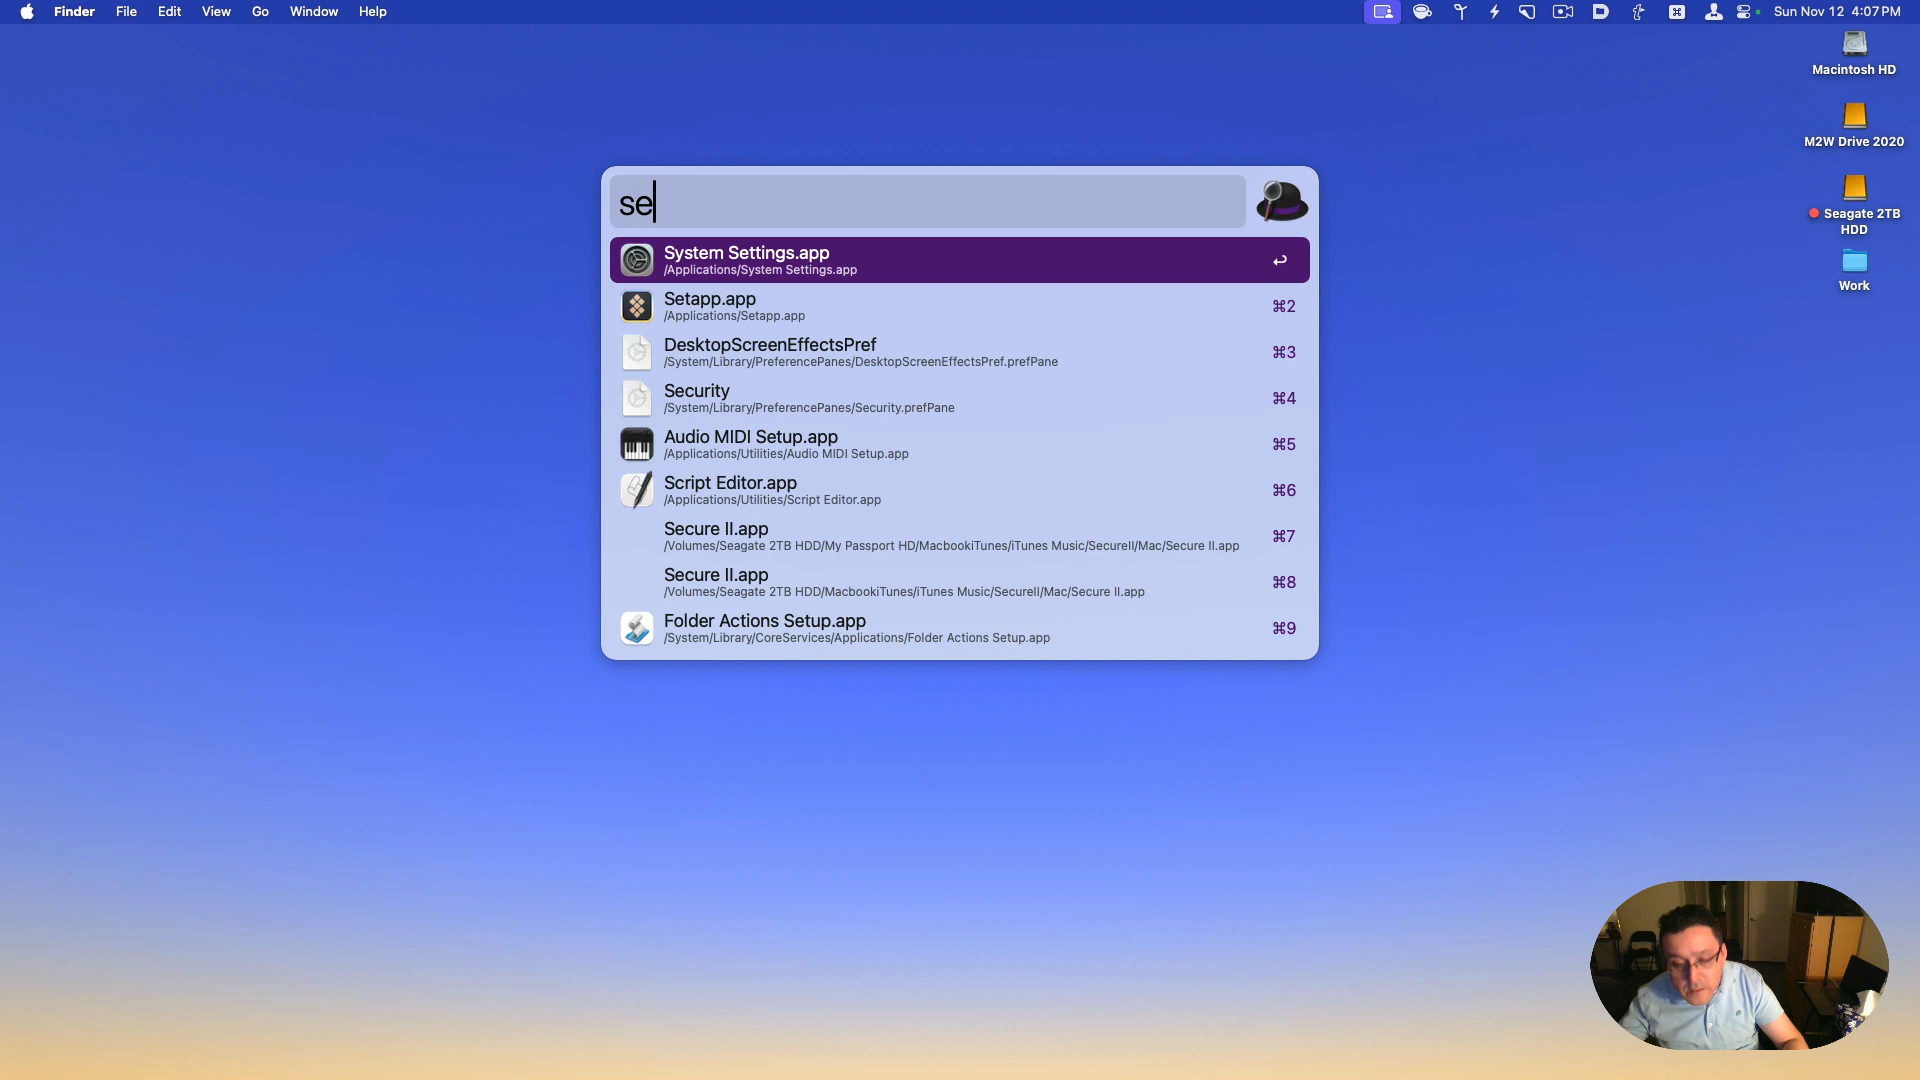 Finder File Edit View Go Window Help Sun Nov 12 4:07 PM
Macintosh HD
M2W Drive 2020
Seagate 2TB
HDD
Work
se
System Settings.app
/Applications/System Settings.app
Setapp.app ⌘2
/Applications/Setapp.app
DesktopScreenEffectsPref ⌘3
/System/Library/PreferencePanes/DesktopScreenEffectsPref.prefPane
Security ⌘4
/System/Library/PreferencePanes/Security.prefPane
Audio MIDI Setup.app ⌘5
/Applications/Utilities/Audio MIDI Setup.app
Script Editor.app ⌘6
/Applications/Utilities/Script Editor.app
Secure II.app ⌘7
/Volumes/Seagate 2TB HDD/My Passport HD/MacbookiTunes/iTunes Music/SecureII/Mac/Secure II.app
Secure II.app ⌘8
/Volumes/Seagate 2TB HDD/MacbookiTunes/iTunes Music/SecureII/Mac/Secure II.app
Folder Actions Setup.app ⌘9
/System/Library/CoreServices/Applications/Folder Actions Setup.app